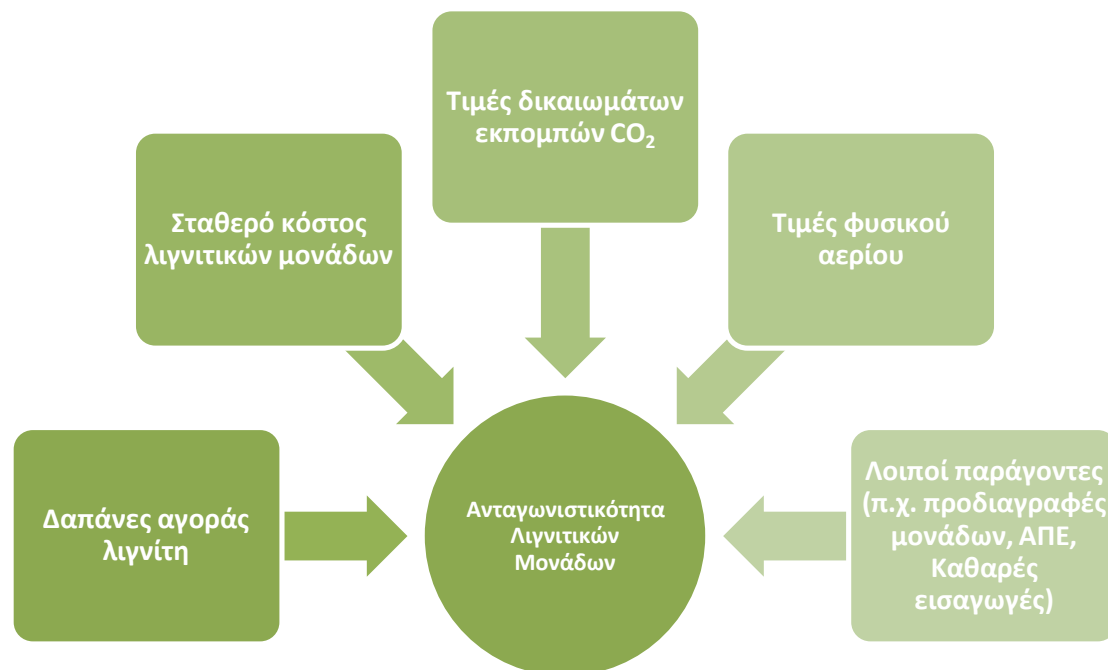 Τιμές δικαιωμάτων
εκπομπών CO₂
Σταθερό κόστος
λιγνιτικών μονάδων
Τιμές φυσικού
αερίου
Δαπάνες αγοράς
λιγνίτη
Ανταγωνιστικότητα
Λιγνιτικών
Μονάδων
Λοιποί παράγοντες
(π.χ. προδιαγραφές
μονάδων, ΑΠΕ,
Καθαρές
εισαγωγές)